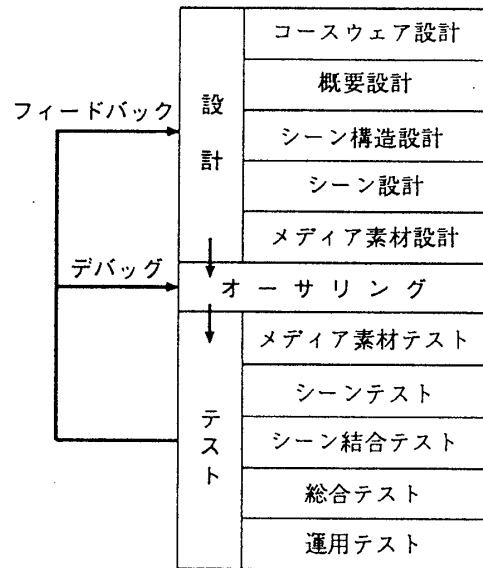 コースウェア設計
概要設計
フィードバック
設計
シーン構造設計
シーン設計
メディア素材設計
デバッグ
オーサリング
メディア素材テスト
シーンテスト
テスト
シーン結合テスト
総合テスト
運用テスト